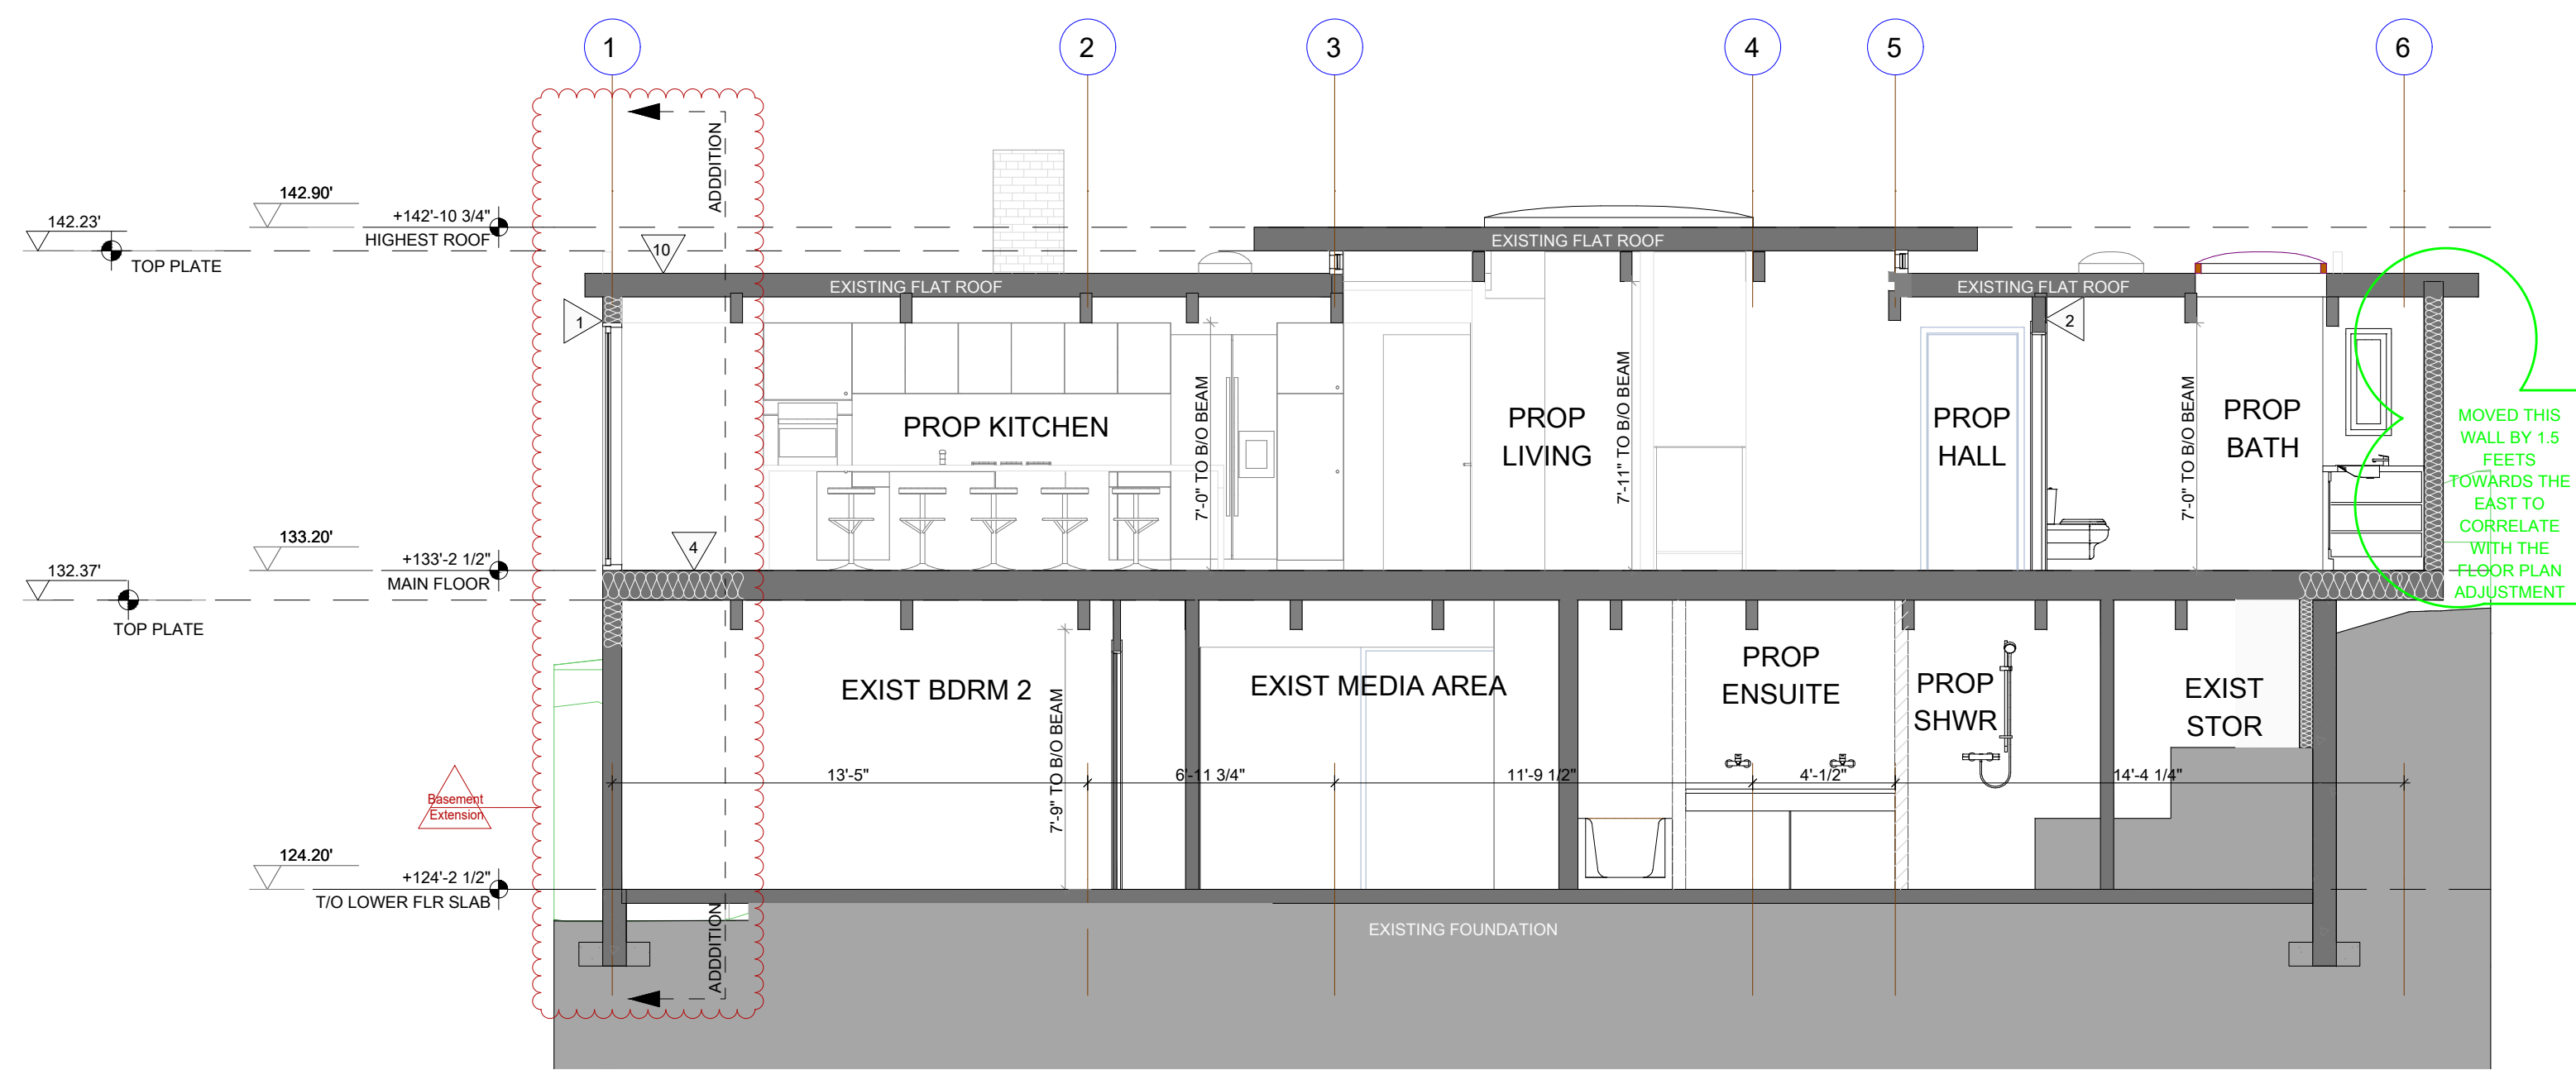 1 2 3 4 5 6
ADDDITION
142.90'
142.23'
+142'-10 3/4"
HIGHEST ROOF
TOP PLATE
10
EXISTING FLAT ROOF
EXISTING FLAT ROOF
EXISTING FLAT ROOF
1
2
PROP KITCHEN
7'-0" TO B/O BEAM
PROP
LIVING
7'-11" TO B/O BEAM
PROP
HALL
7'-0" TO B/O BEAM
PROP
BATH
MOVED THIS
WALL BY 1.5
FEETS
TOWARDS THE
EAST TO
CORRELATE
WITH THE
FLOOR PLAN
ADJUSTMENT
133.20'
+133'-2 1/2"
MAIN FLOOR
4
132.37'
TOP PLATE
EXIST BDRM 2
7'-9" TO B/O BEAM
EXIST MEDIA AREA
PROP
ENSUITE
PROP
SHWR
EXIST
STOR
13'-5"
6'-11 3/4"
11'-9 1/2"
4'-1/2"
14'-4 1/4"
Basement
Extension
124.20'
+124'-2 1/2"
T/O LOWER FLR SLAB
ADDDITION
EXISTING FOUNDATION